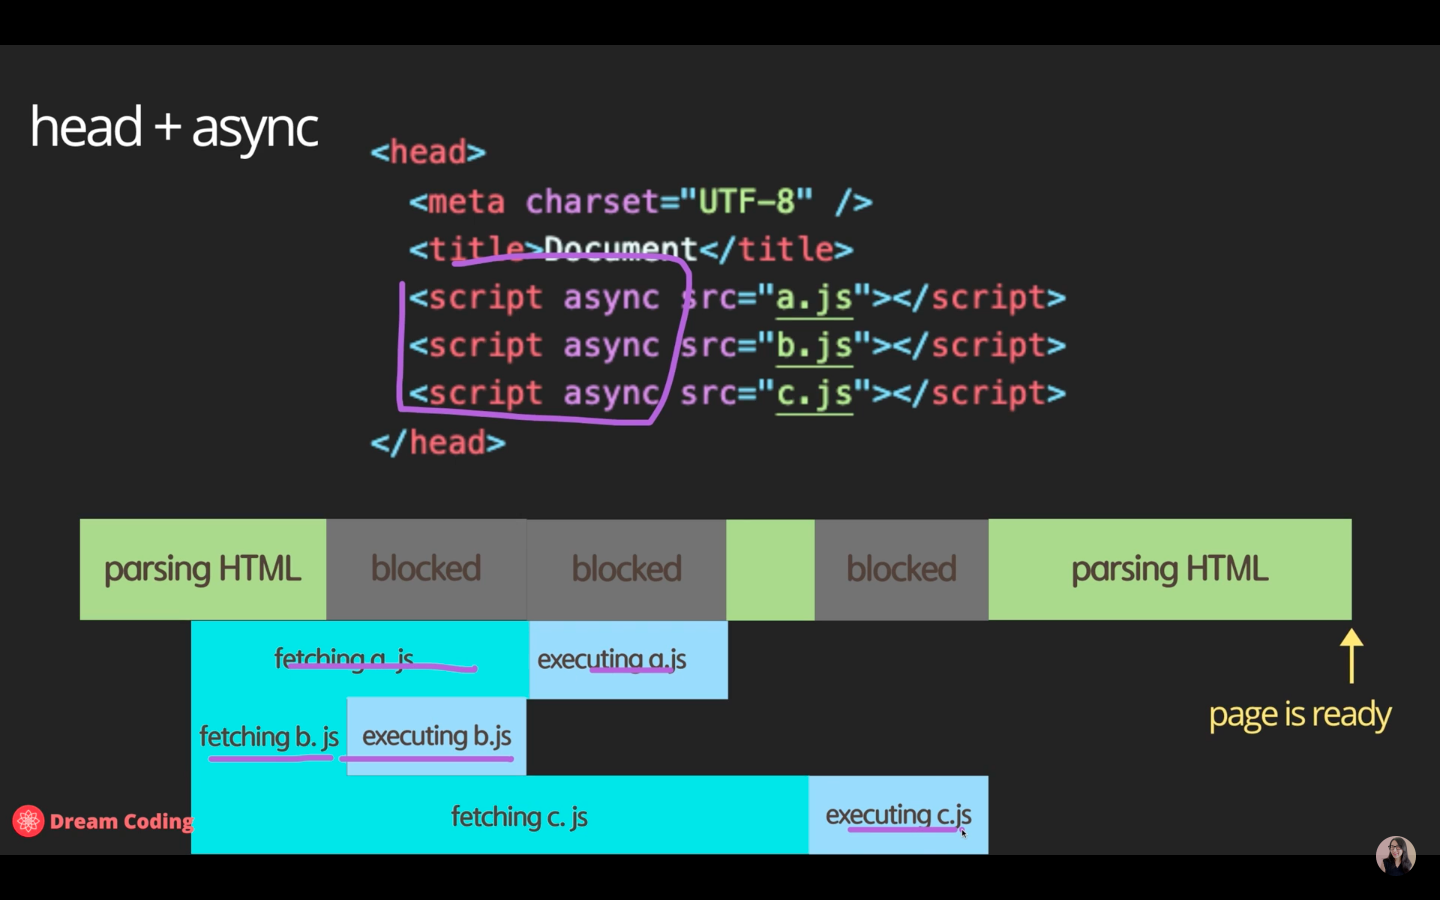 head + async
<head>
<meta charset="UTF-8" />
<title>Document</title>
<script async src="a.js"></script>
<script async src="b.js"></script>
<script async src="c.js"></script>
</head>
parsing HTML blocked blocked blocked parsing HTML
fetching a. js executing a.js
page is ready
fetching b. js executing b.js
fetching c. js executing c.js
Dream Coding